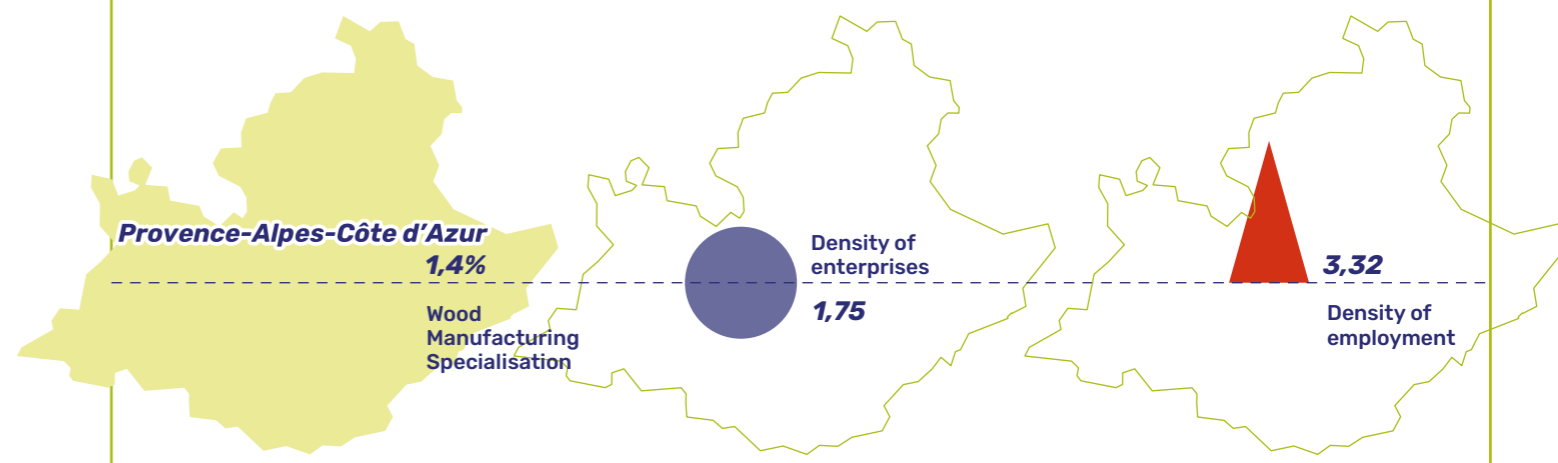 Provence-Alpes-Côte d’Azur
1,4%
Wood
Manufacturing
Specialisation
Density of
enterprises
1,75
3,32
Density of
employment